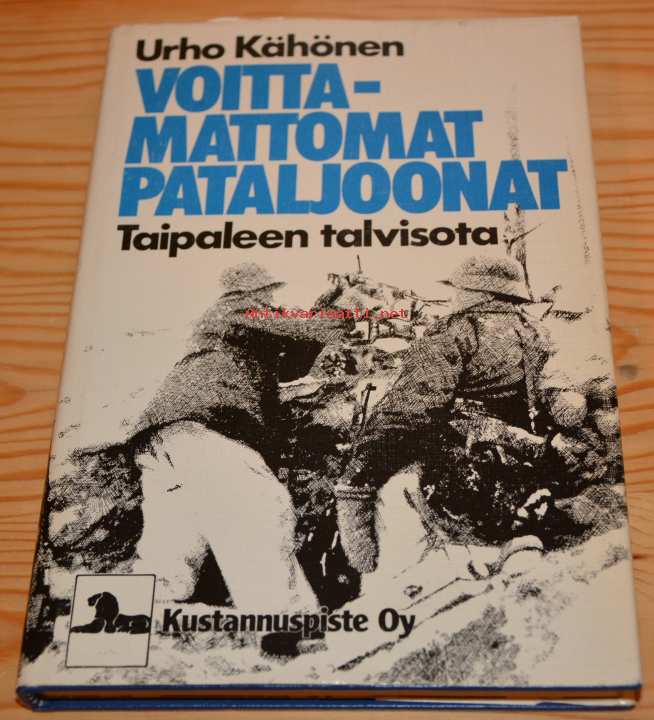 Urho Kähönen
VOITTA-
MATTOMAT
PATALJOONAT
Taipaleen talvisota
Antikvariaatti.net
Kustannuspiste Oy